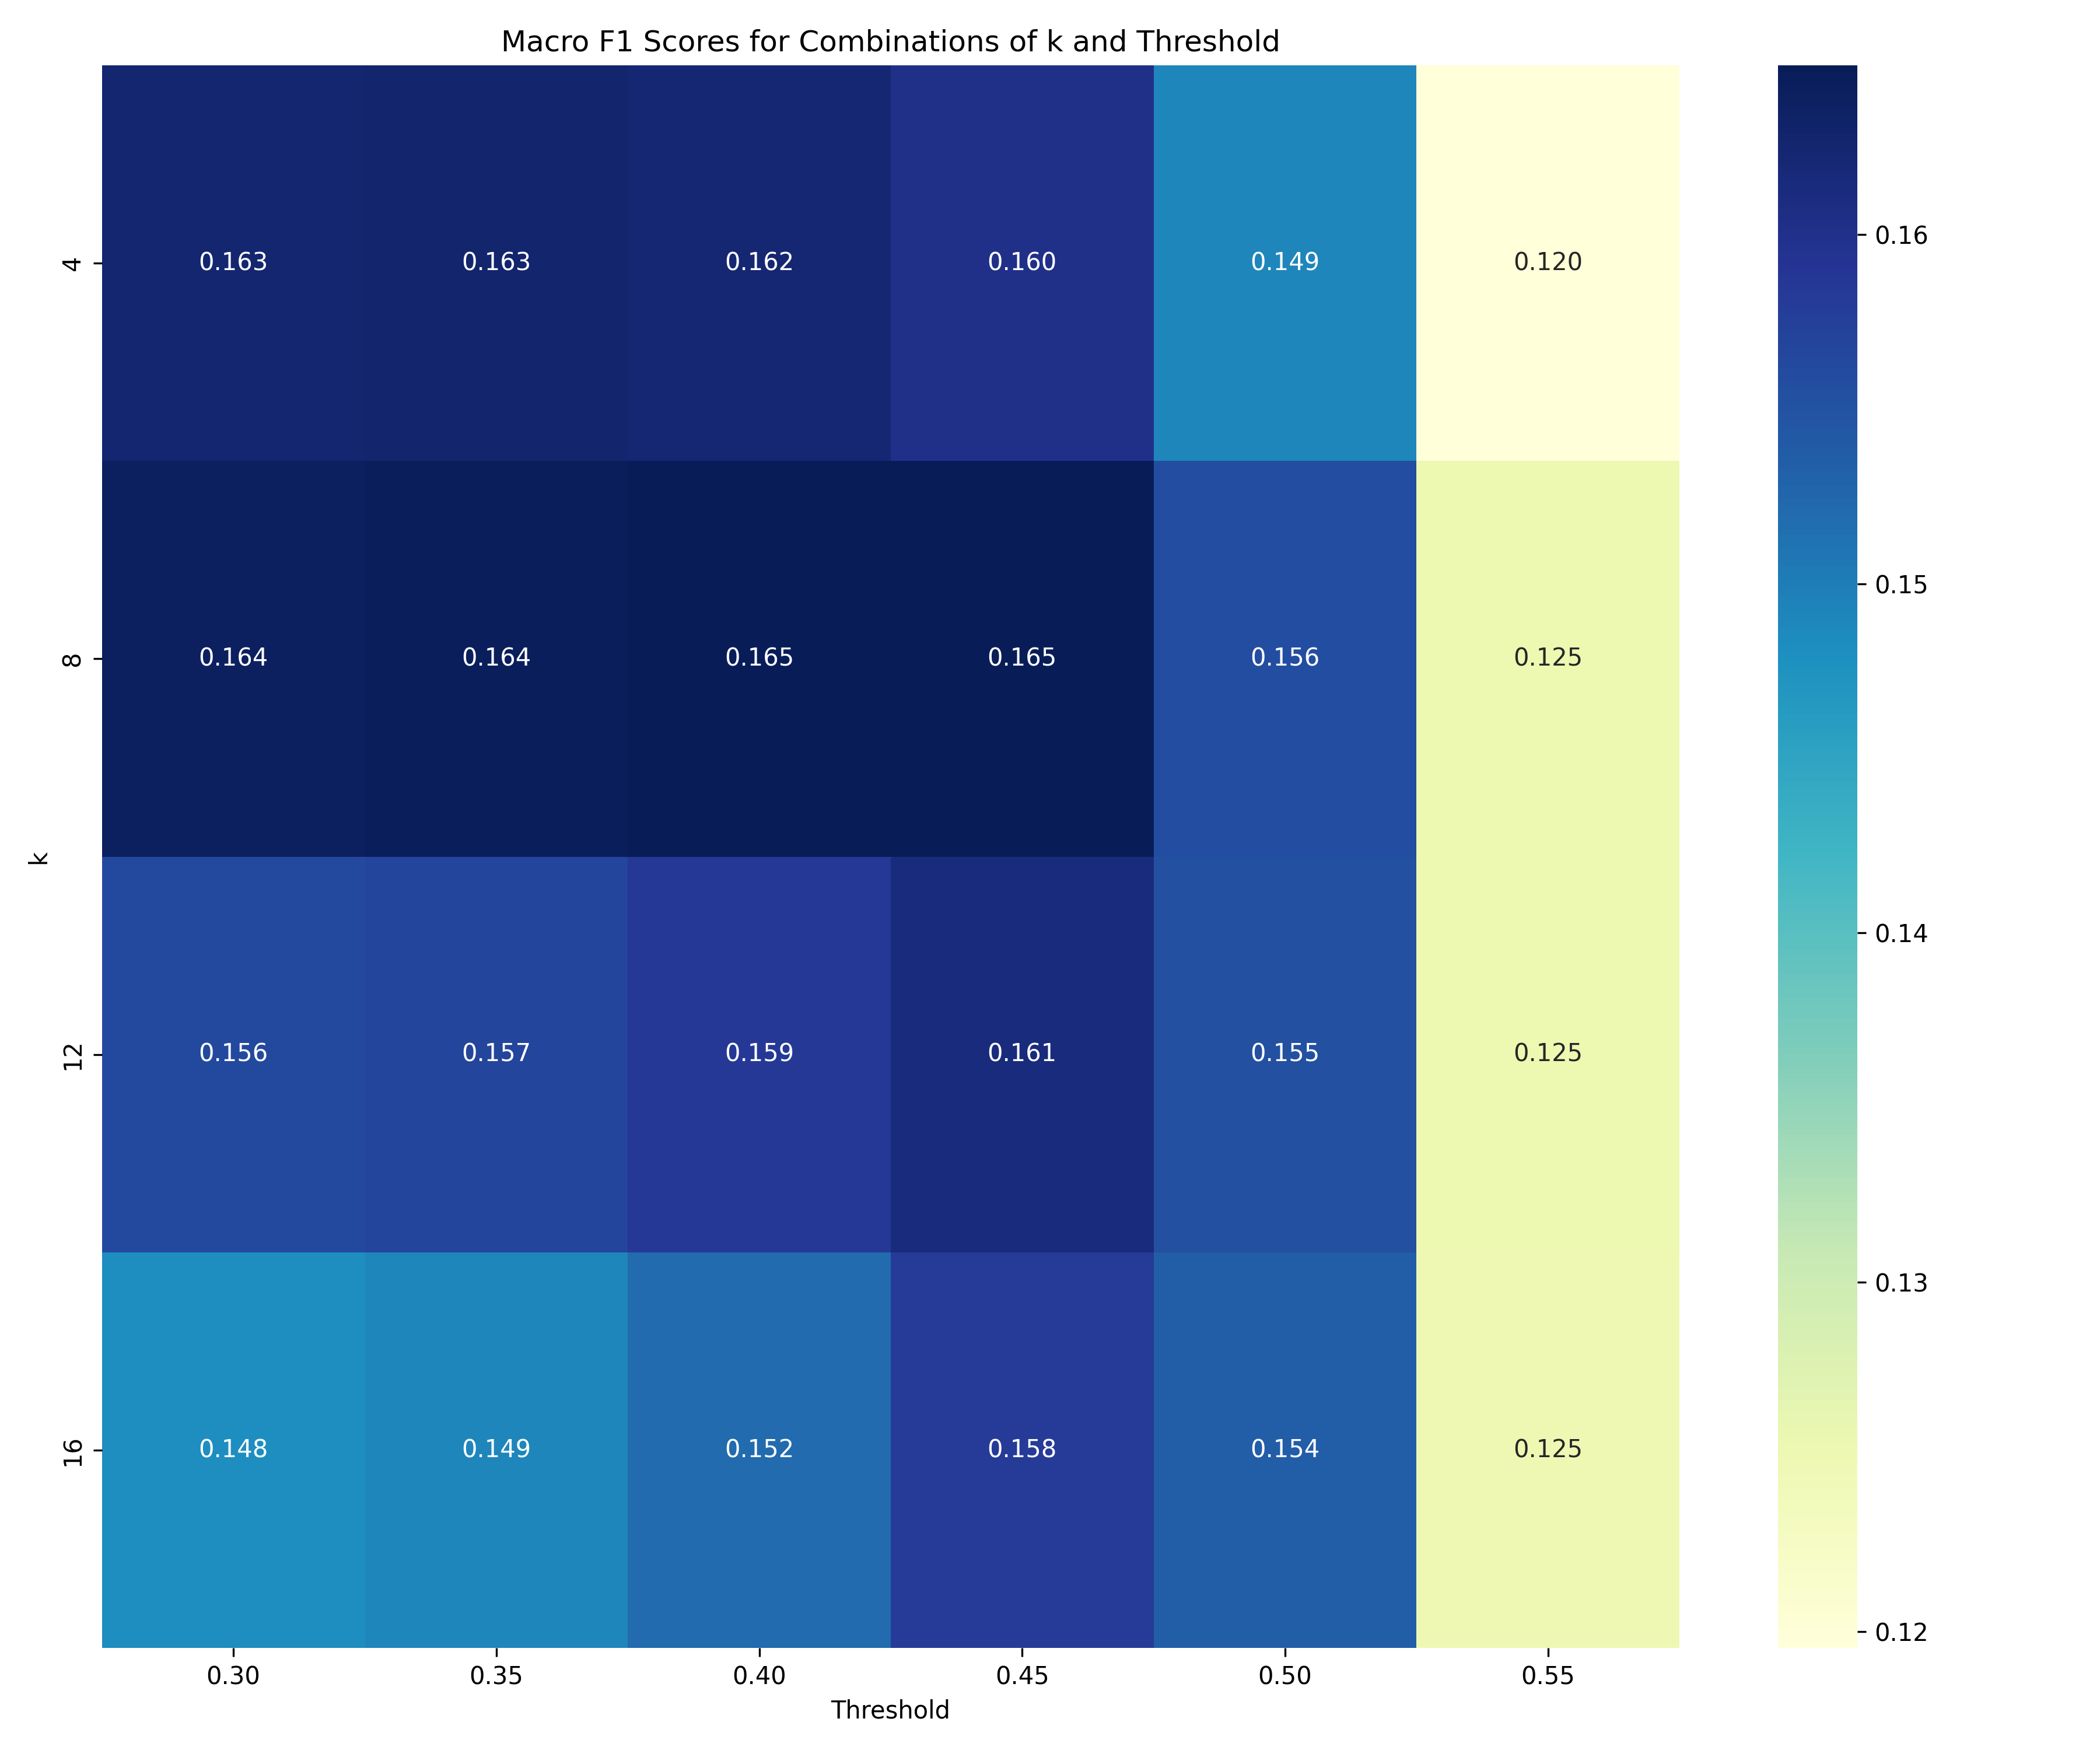 Macro F1 Scores for Combinations of k and Threshold
4
0.163 0.163 0.162 0.160 0.149 0.120
8
0.164 0.164 0.165 0.165 0.156 0.125
k
12
0.156 0.157 0.159 0.161 0.155 0.125
16
0.148 0.149 0.152 0.158 0.154 0.125
0.30 0.35 0.40 0.45 0.50 0.55
Threshold
0.16
0.15
0.14
0.13
0.12